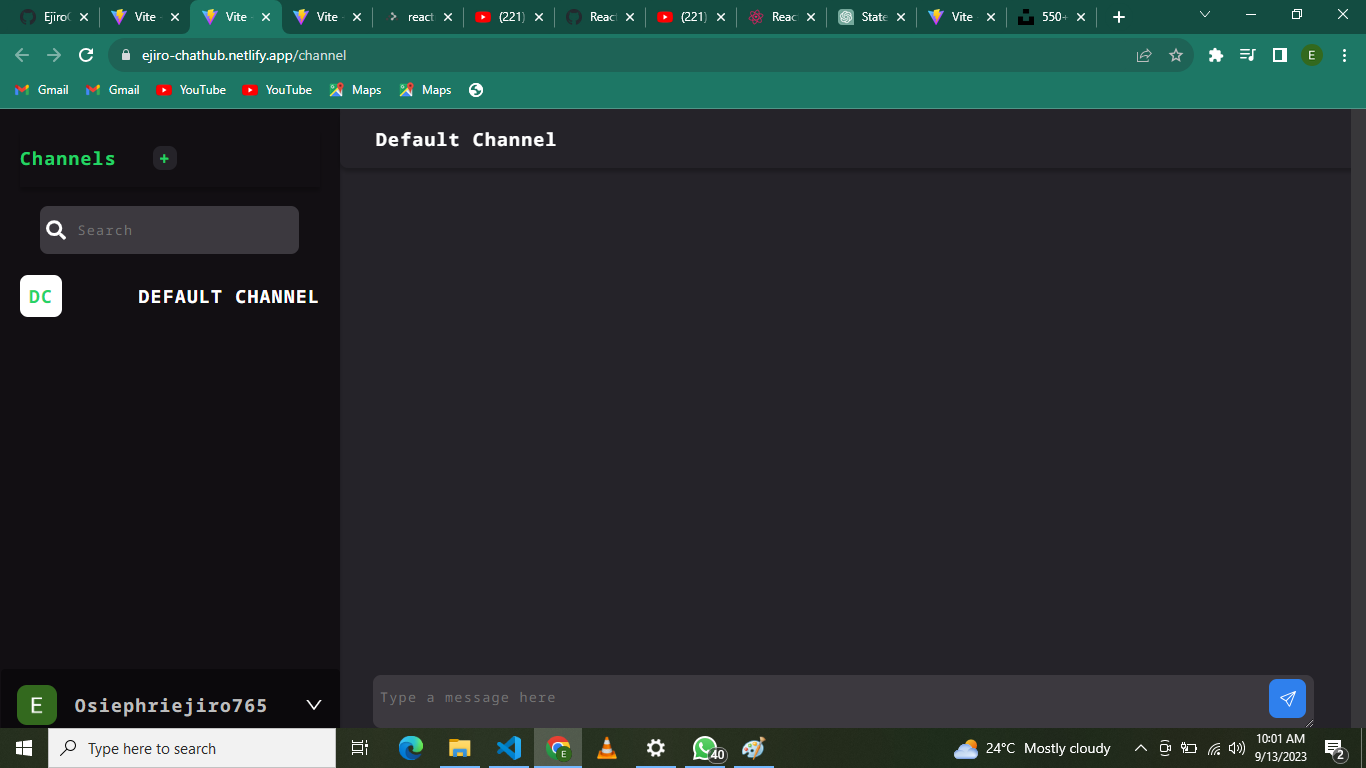 Ejiro
Vite
Vite
Vite
react
(221)
React
(221)
Reac
State
Vite
550+
ejiro-chathub.netlify.app/channel
E
Gmail
Gmail
YouTube
YouTube
Maps
Maps
Channels
+
Search
DC
DEFAULT CHANNEL
E
Osiephriejiro765
Default Channel
Type a message here
Type here to search
E
40
24°C Mostly cloudy
10:01 AM
9/13/2023
2